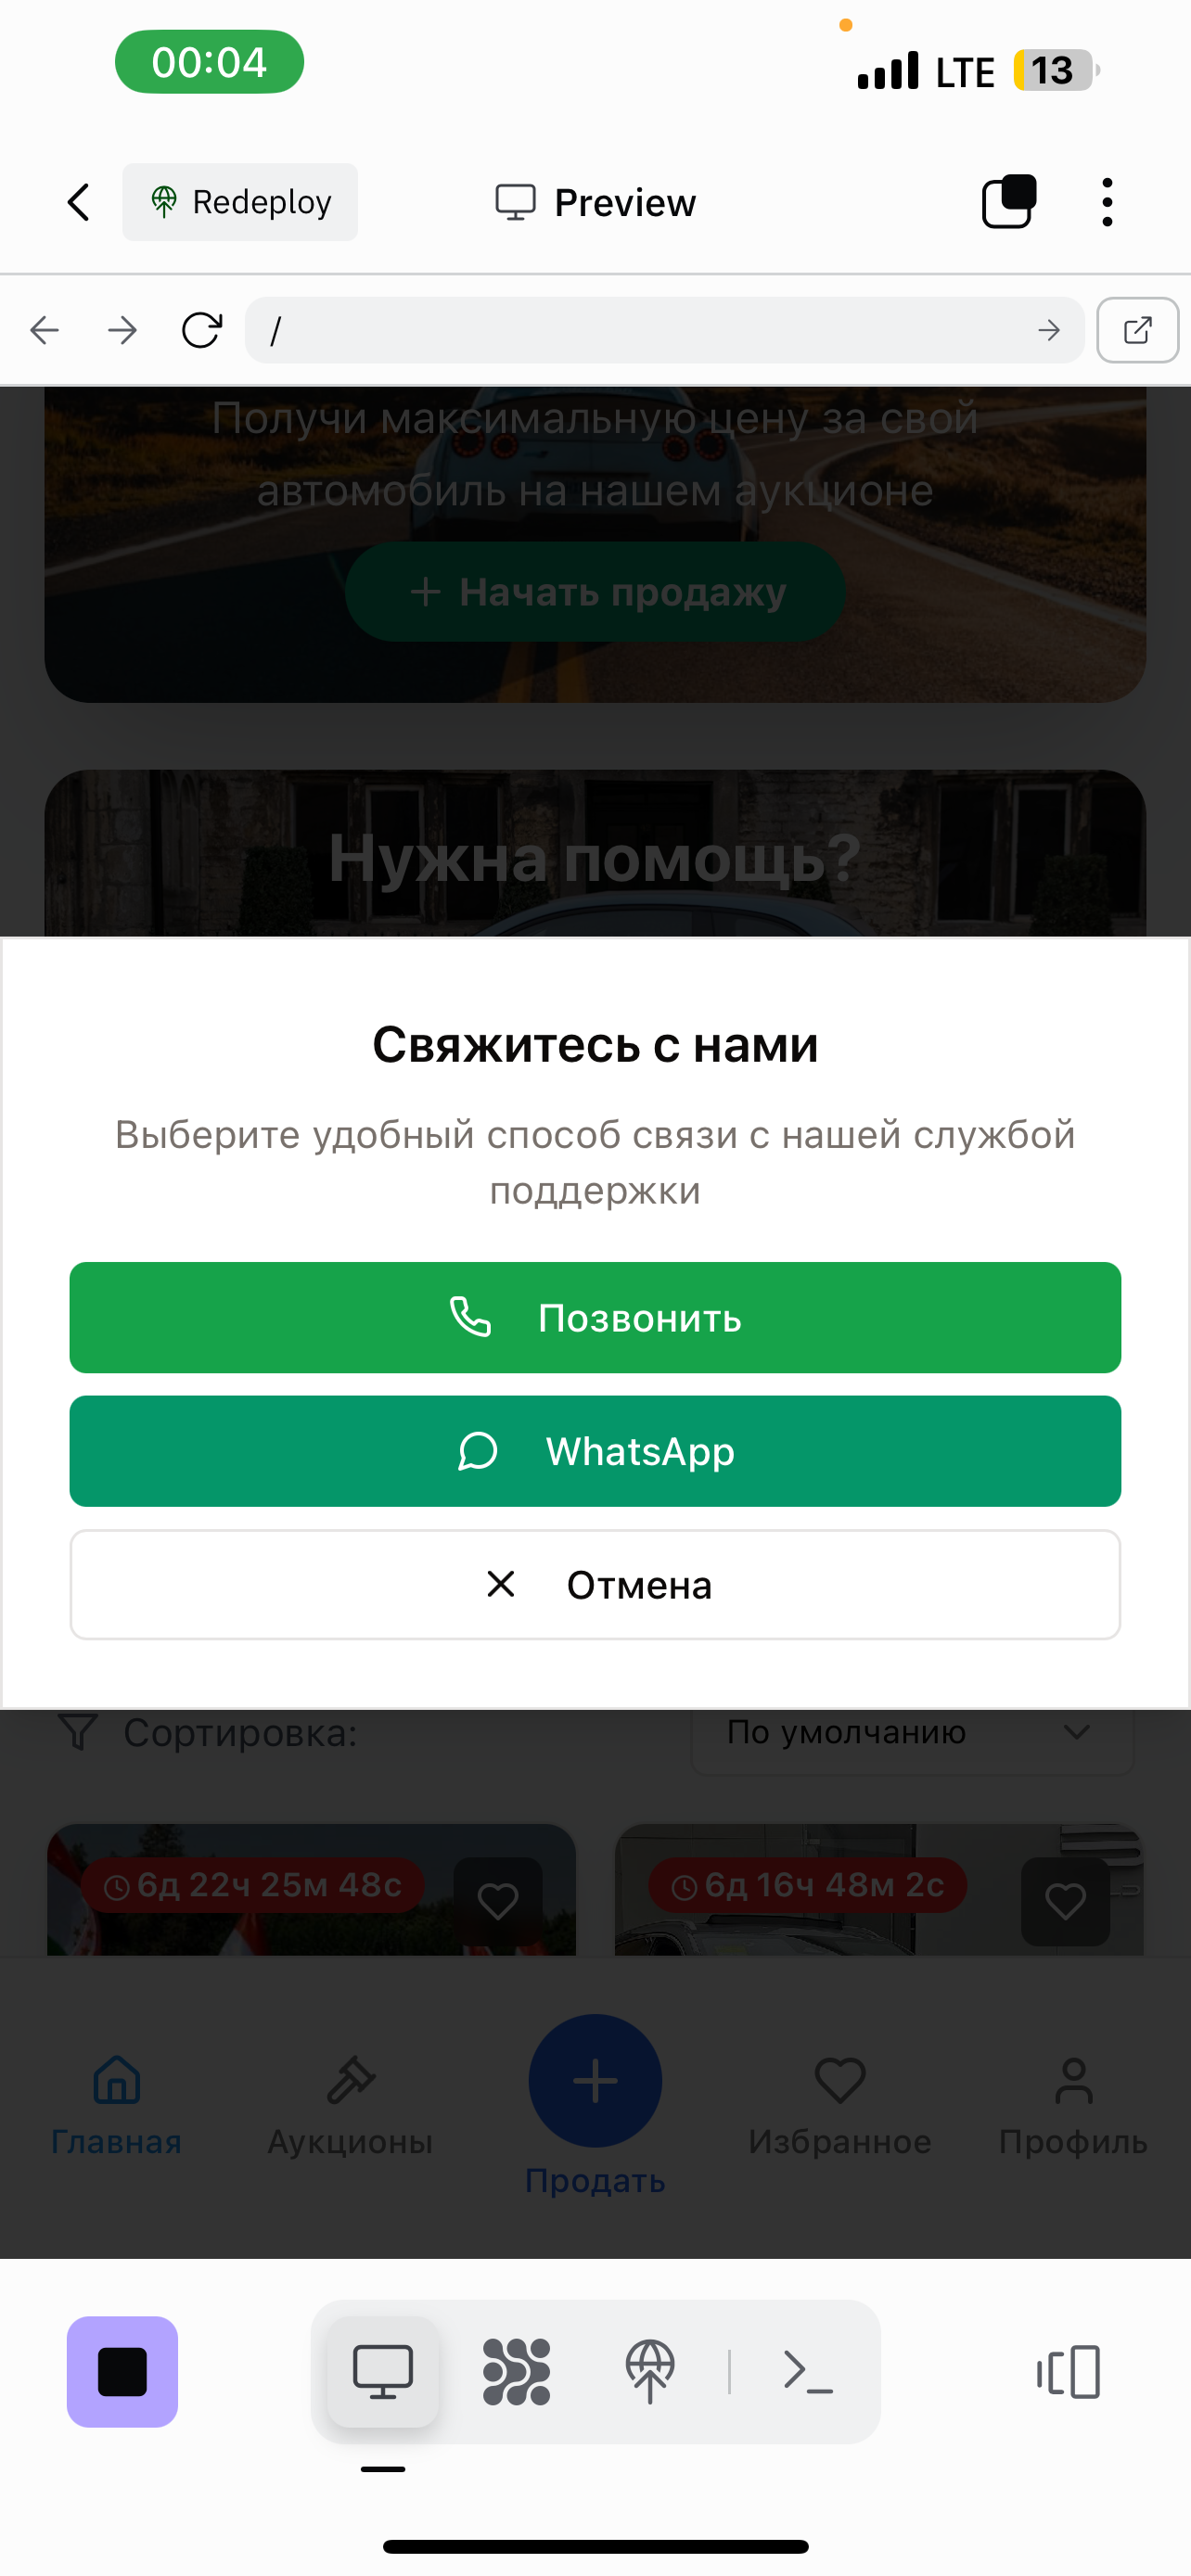 00:04
LTE 13
Redeploy
Preview
/
Получи максимальную цену за свой
автомобиль на нашем аукционе
+ Начать продажу
Нужна помощь?
Свяжитесь с нами
Выберите удобный способ связи с нашей службой
поддержки
Позвонить
WhatsApp
Отмена
Сортировка:
По умолчанию
6д 22ч 25м 48с
6д 16ч 48м 2с
Главная
Аукционы
Продать
Избранное
Профиль